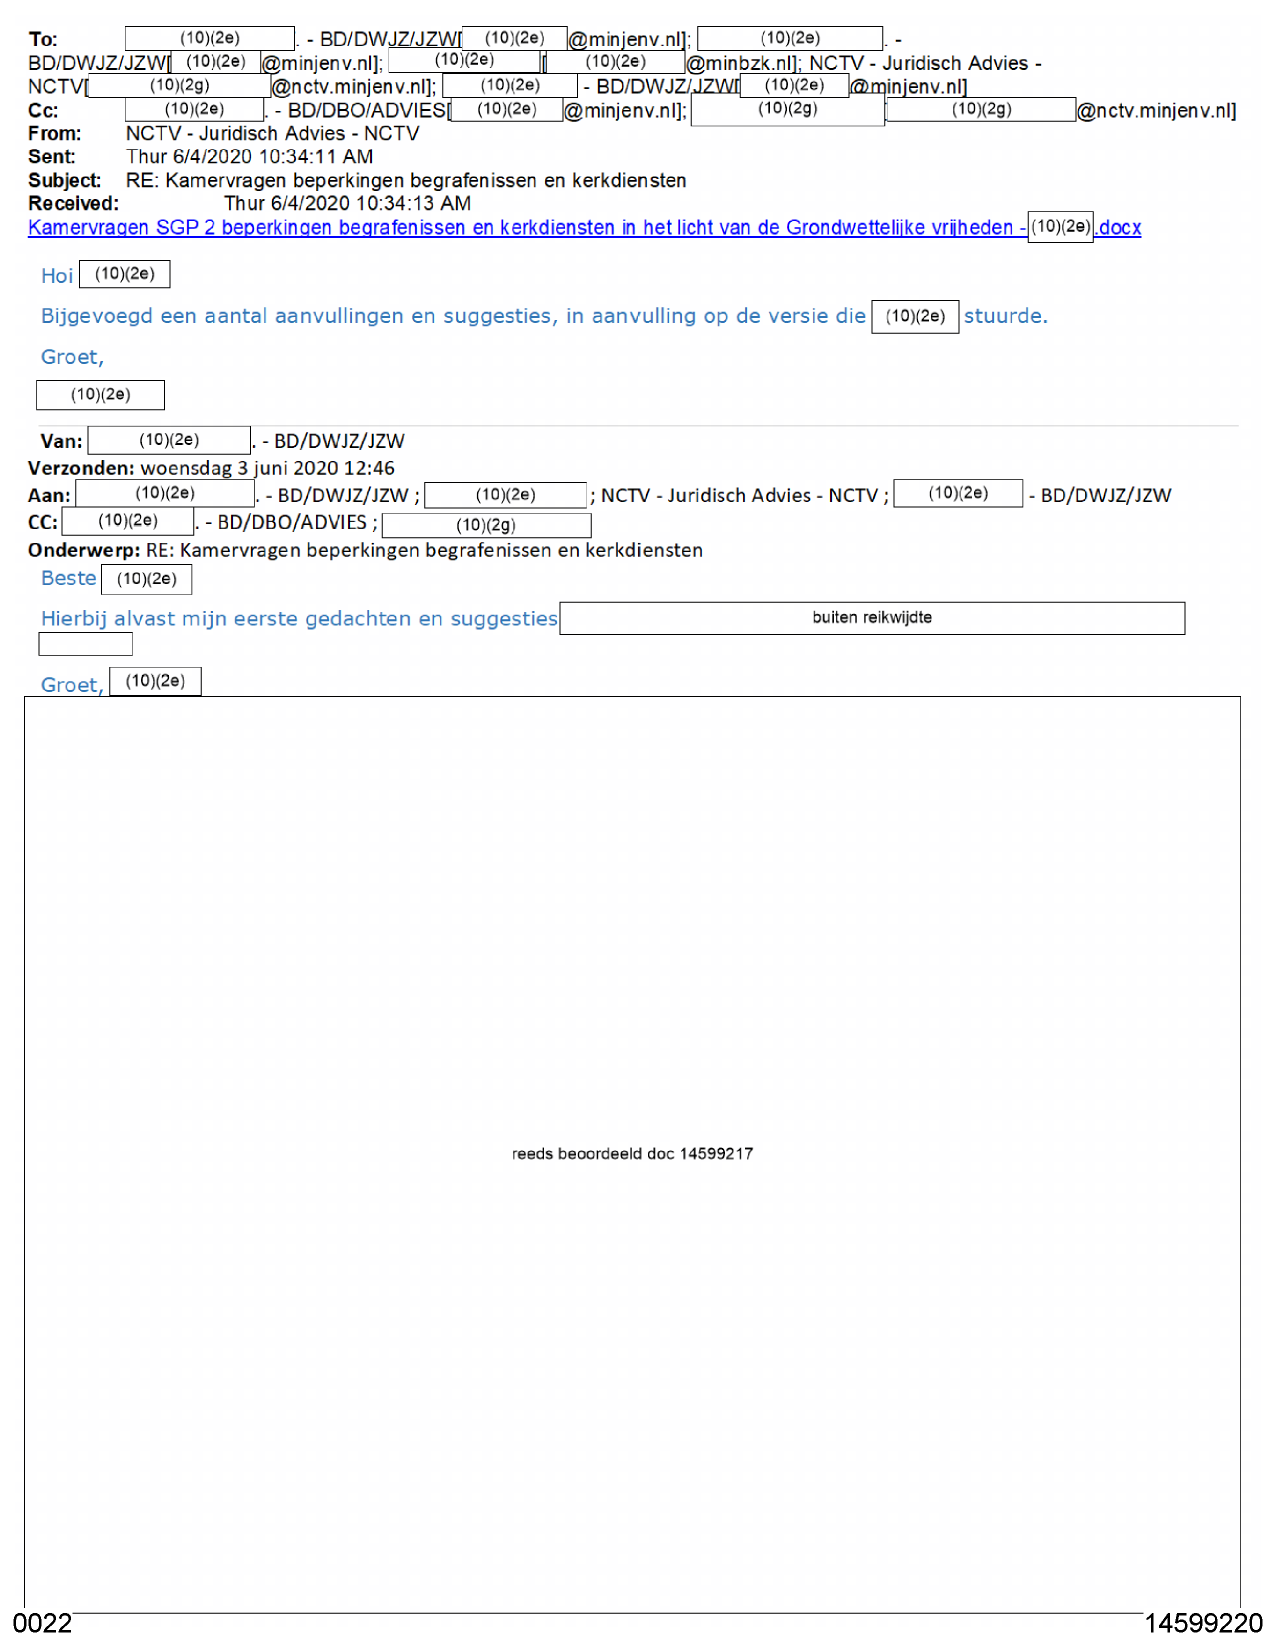 To: (10)(2e) . - BD/DWJZ/JZW[ (10)(2e) @minjenv.nl]; (10)(2e) . -
BD/DWJZ/JZW[ (10)(2e) @minjenv.nl]; (10)(2e) [ (10)(2e) @minbzk.nl]; NCTV - Juridisch Advies -
NCTV[ (10)(2g) @nctv.minjenv.nl]; (10)(2e) - BD/DWJZ/JZW[ (10)(2e) @minjenv.nl]
Cc: (10)(2e) . - BD/DBO/ADVIES[ (10)(2e) @minjenv.nl]; (10)(2g) (10)(2g) @nctv.minjenv.nl]
From: NCTV - Juridisch Advies - NCTV
Sent: Thur 6/4/2020 10:34:11 AM
Subject: RE: Kamervragen beperkingen begrafenissen en kerkdiensten
Received: Thur 6/4/2020 10:34:13 AM
Kamervragen SGP 2 beperkingen begrafenissen en kerkdiensten in het licht van de Grondwettelijke vrijheden - (10)(2e) .docx
Hoi (10)(2e)
Bijgevoegd een aantal aanvullingen en suggesties, in aanvulling op de versie die (10)(2e) stuurde.
Groet,
(10)(2e)
Van: (10)(2e) . - BD/DWJZ/JZW
Verzonden: woensdag 3 juni 2020 12:46
Aan: (10)(2e) . - BD/DWJZ/JZW ; (10)(2e) ; NCTV - Juridisch Advies - NCTV ; (10)(2e) - BD/DWJZ/JZW
CC: (10)(2e) . - BD/DBO/ADVIES ; (10)(2g)
Onderwerp: RE: Kamervragen beperkingen begrafenissen en kerkdiensten
Beste (10)(2e)
Hierbij alvast mijn eerste gedachten en suggesties buiten reikwijdte
Groet, (10)(2e)
reeds beoordeeld doc 14599217
0022 14599220